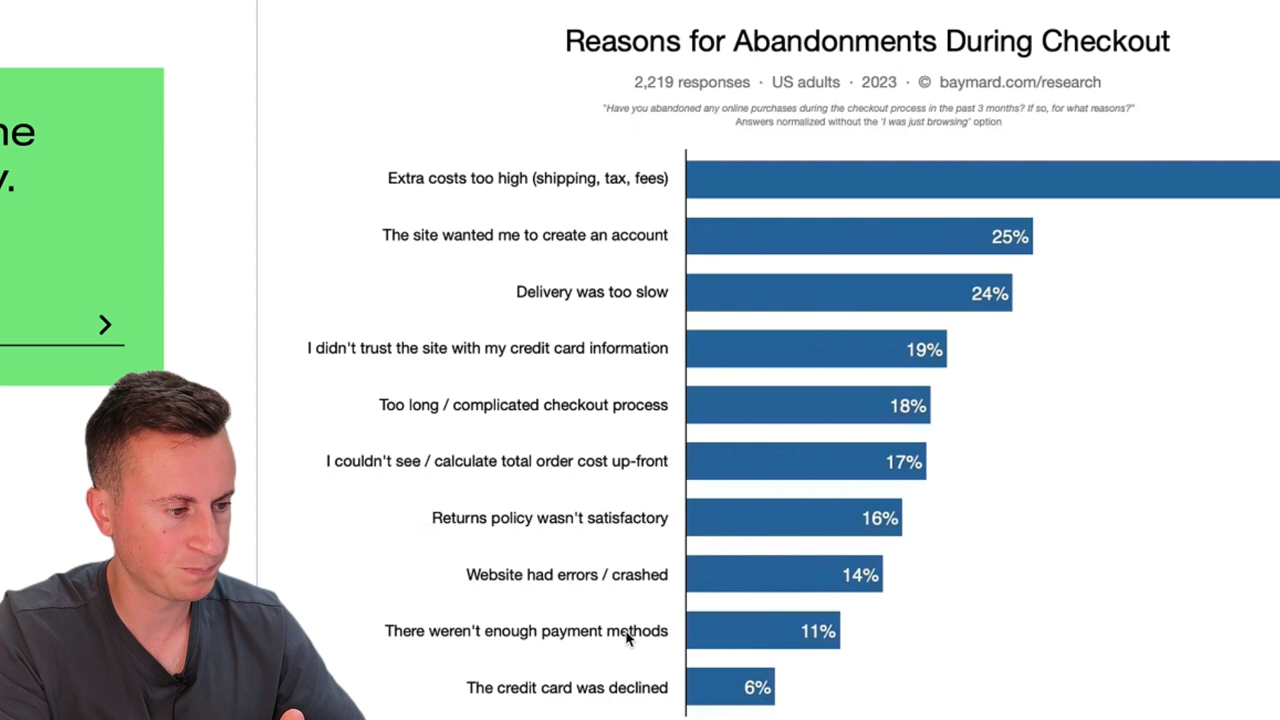 Reasons for Abandonments During Checkout
2,219 responses · US adults · 2023 · © baymard.com/research
"Have you abandoned any online purchases during the checkout process in the past 3 months? If so, for what reasons?"
Answers normalized without the 'I was just browsing' option
Extra costs too high (shipping, tax, fees)
The site wanted me to create an account 25%
Delivery was too slow 24%
I didn't trust the site with my credit card information 19%
Too long / complicated checkout process 18%
I couldn't see / calculate total order cost up-front 17%
Returns policy wasn't satisfactory 16%
Website had errors / crashed 14%
There weren't enough payment methods 11%
The credit card was declined 6%